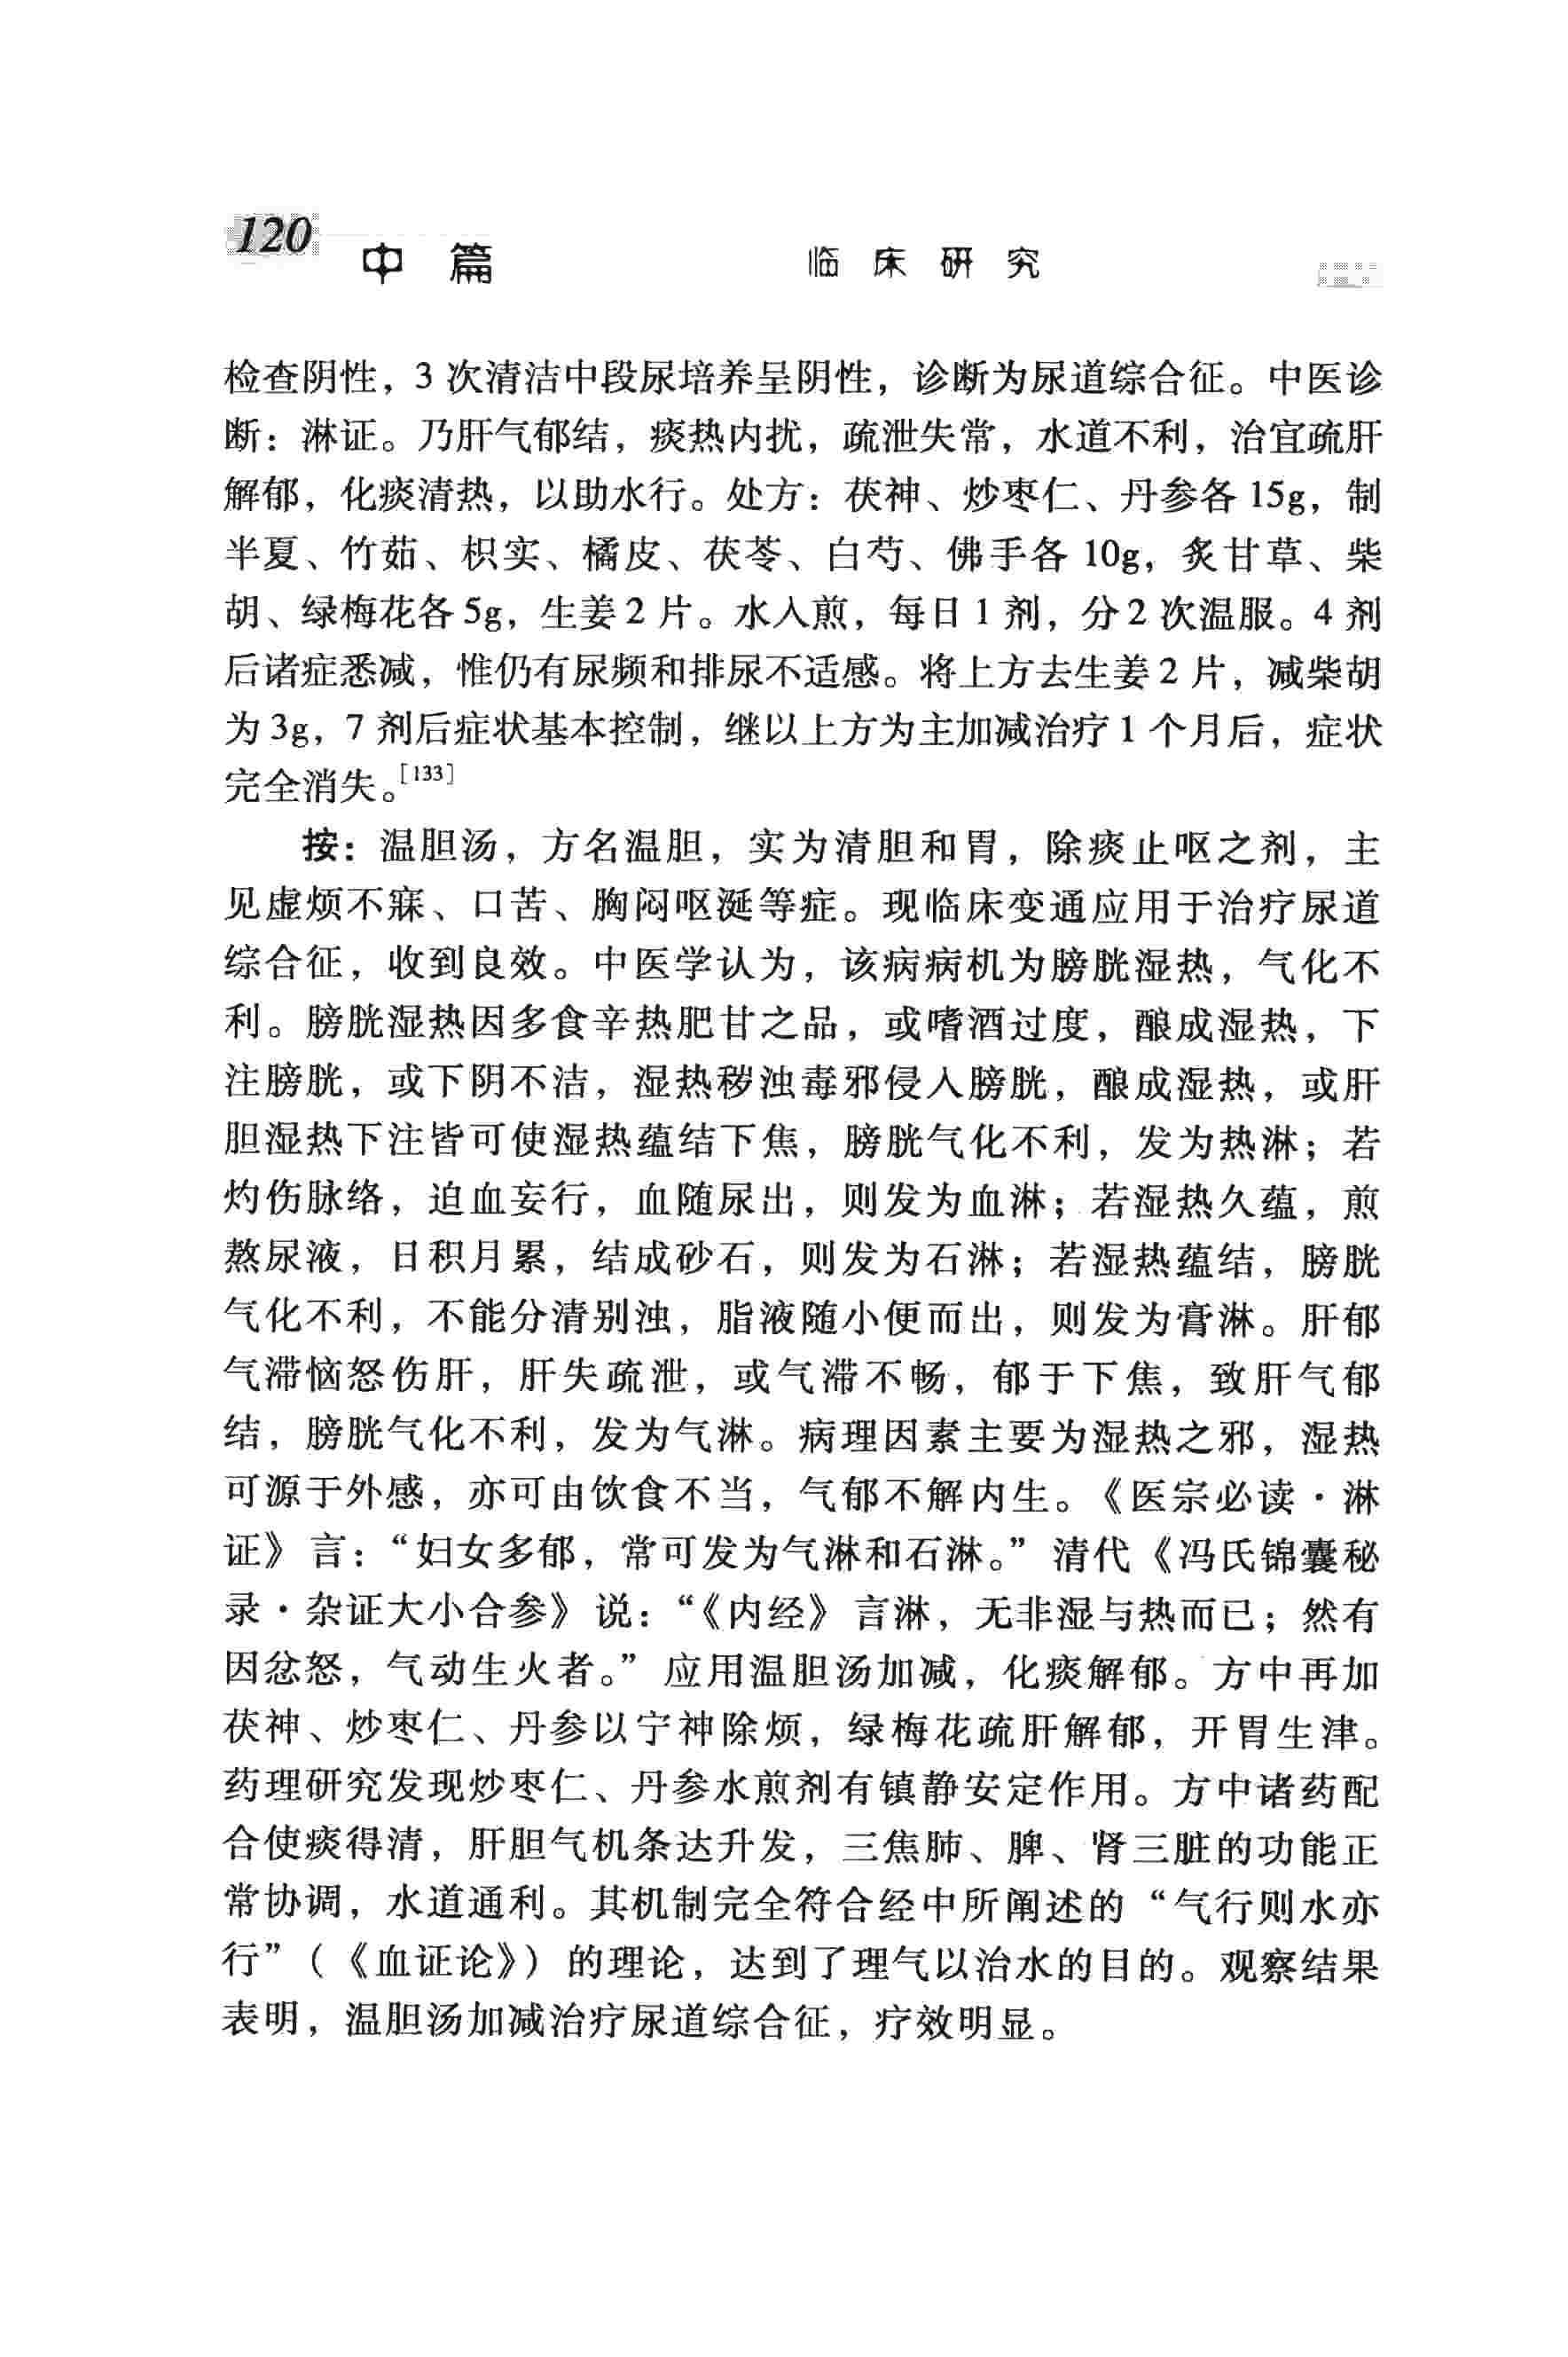 120
中 篇 临 床 研 究
检查阴性，3 次清洁中段尿培养呈阴性，诊断为尿道综合征。中医诊
断：淋证。乃肝气郁结，痰热内扰，疏泄失常，水道不利，治宜疏肝
解郁，化痰清热，以助水行。处方：茯神、炒枣仁、丹参各 15g，制
半夏、竹茹、枳实、橘皮、茯苓、白芍、佛手各 10g，炙甘草、柴
胡、绿梅花各 5g，生姜 2 片。水入煎，每日 1 剂，分 2 次温服。4 剂
后诸症悉减，惟仍有尿频和排尿不适感。将上方去生姜 2 片，减柴胡
为 3g，7 剂后症状基本控制，继以上方为主加减治疗 1 个月后，症状
完全消失。[133]
按：温胆汤，方名温胆，实为清胆和胃，除痰止呕之剂，主
见虚烦不寐、口苦、胸闷呕涎等症。现临床变通应用于治疗尿道
综合征，收到良效。中医学认为，该病病机为膀胱湿热，气化不
利。膀胱湿热因多食辛热肥甘之品，或嗜酒过度，酿成湿热，下
注膀胱，或下阴不洁，湿热秽浊毒邪侵入膀胱，酿成湿热，或肝
胆湿热下注皆可使湿热蕴结下焦，膀胱气化不利，发为热淋；若
灼伤脉络，迫血妄行，血随尿出，则发为血淋；若湿热久蕴，煎
熬尿液，日积月累，结成砂石，则发为石淋；若湿热蕴结，膀胱
气化不利，不能分清别浊，脂液随小便而出，则发为膏淋。肝郁
气滞恼怒伤肝，肝失疏泄，或气滞不畅，郁于下焦，致肝气郁
结，膀胱气化不利，发为气淋。病理因素主要为湿热之邪，湿热
可源于外感，亦可由饮食不当，气郁不解内生。《医宗必读·淋
证》言：“妇女多郁，常可发为气淋和石淋。”清代《冯氏锦囊秘
录·杂证大小合参》说：“《内经》言淋，无非湿与热而已；然有
因忿怒，气动生火者。”应用温胆汤加减，化痰解郁。方中再加
茯神、炒枣仁、丹参以宁神除烦，绿梅花疏肝解郁，开胃生津。
药理研究发现炒枣仁、丹参水煎剂有镇静安定作用。方中诸药配
合使痰得清，肝胆气机条达升发，三焦肺、脾、肾三脏的功能正
常协调，水道通利。其机制完全符合经中所阐述的“气行则水亦
行”（《血证论》）的理论，达到了理气以治水的目的。观察结果
表明，温胆汤加减治疗尿道综合征，疗效明显。